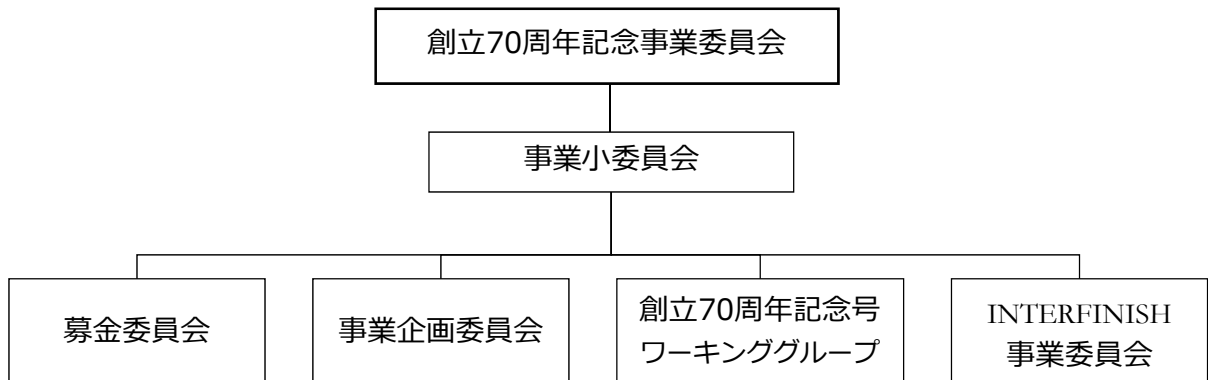 創立70周年記念事業委員会
事業小委員会
募金委員会
事業企画委員会
創立70周年記念号
ワーキンググループ
INTERFINISH
事業委員会